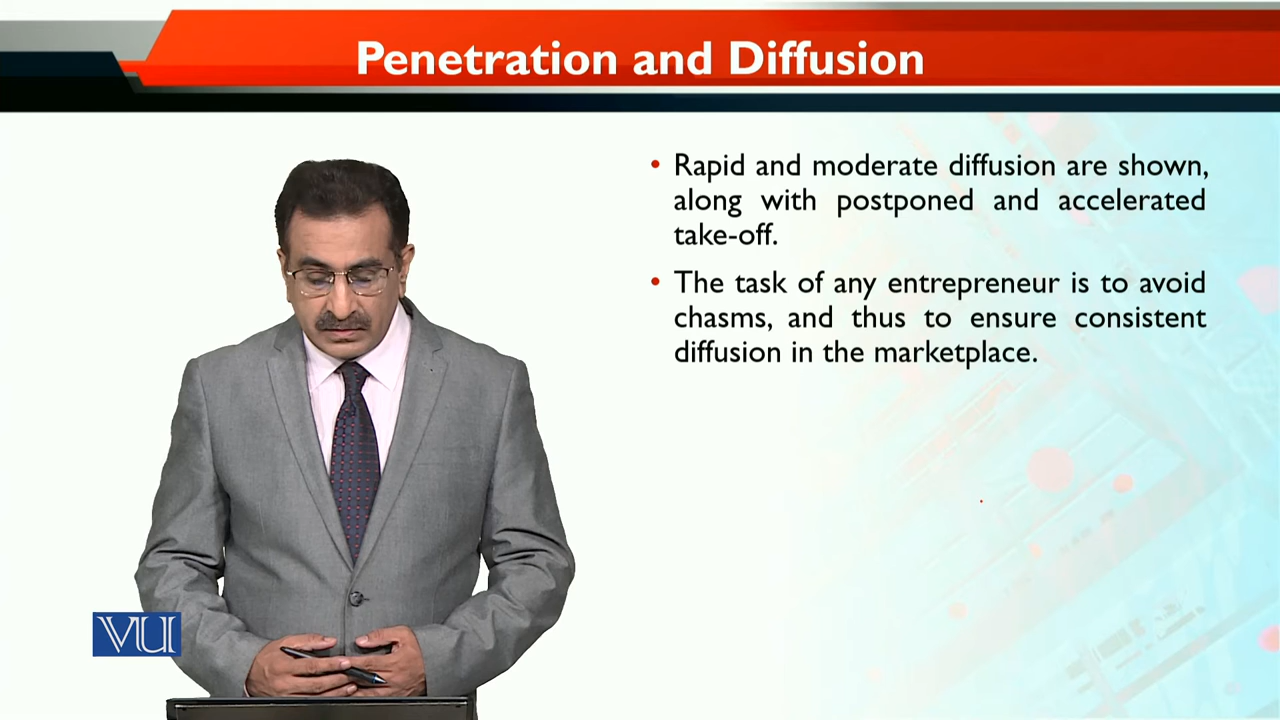 Penetration and Diffusion
• Rapid and moderate diffusion are shown,
along with postponed and accelerated
take-off.
• The task of any entrepreneur is to avoid
chasms, and thus to ensure consistent
diffusion in the marketplace.
VU